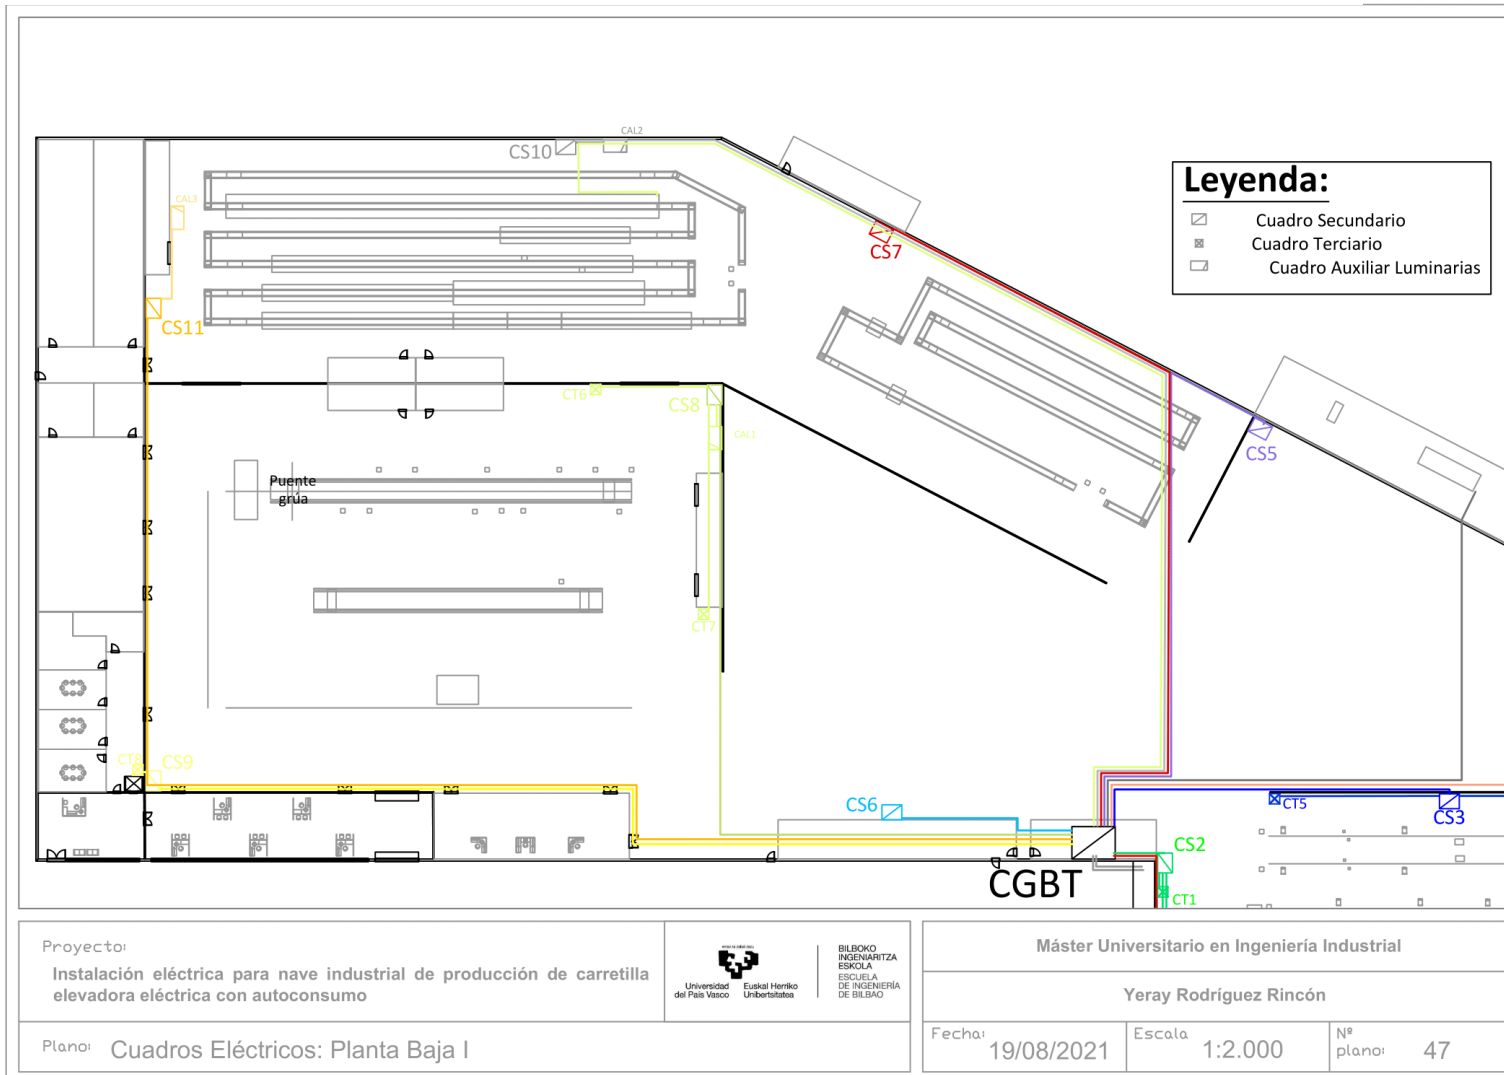 CAL2
CS10
Leyenda:
Cuadro Secundario
Cuadro Terciario
Cuadro Auxiliar Luminarias
CAL3
CS7
CS11
CT6
CS8
CAL1
CS5
Puente
grúa
CT7
CT8
CS9
CS6
CT5
CS3
CS2
CGBT
CT1
Proyecto:
Instalación eléctrica para nave industrial de producción de carretilla
elevadora eléctrica con autoconsumo
Universidad
del País Vasco
Euskal Herriko
Unibertsitatea
BILBOKO
INGENIARITZA
ESKOLA
ESCUELA
DE INGENIERÍA
DE BILBAO
Máster Universitario en Ingeniería Industrial
Yeray Rodríguez Rincón
Plano: Cuadros Eléctricos: Planta Baja I
Fecha:
19/08/2021
Escala
1:2.000
Nº
plano:
47